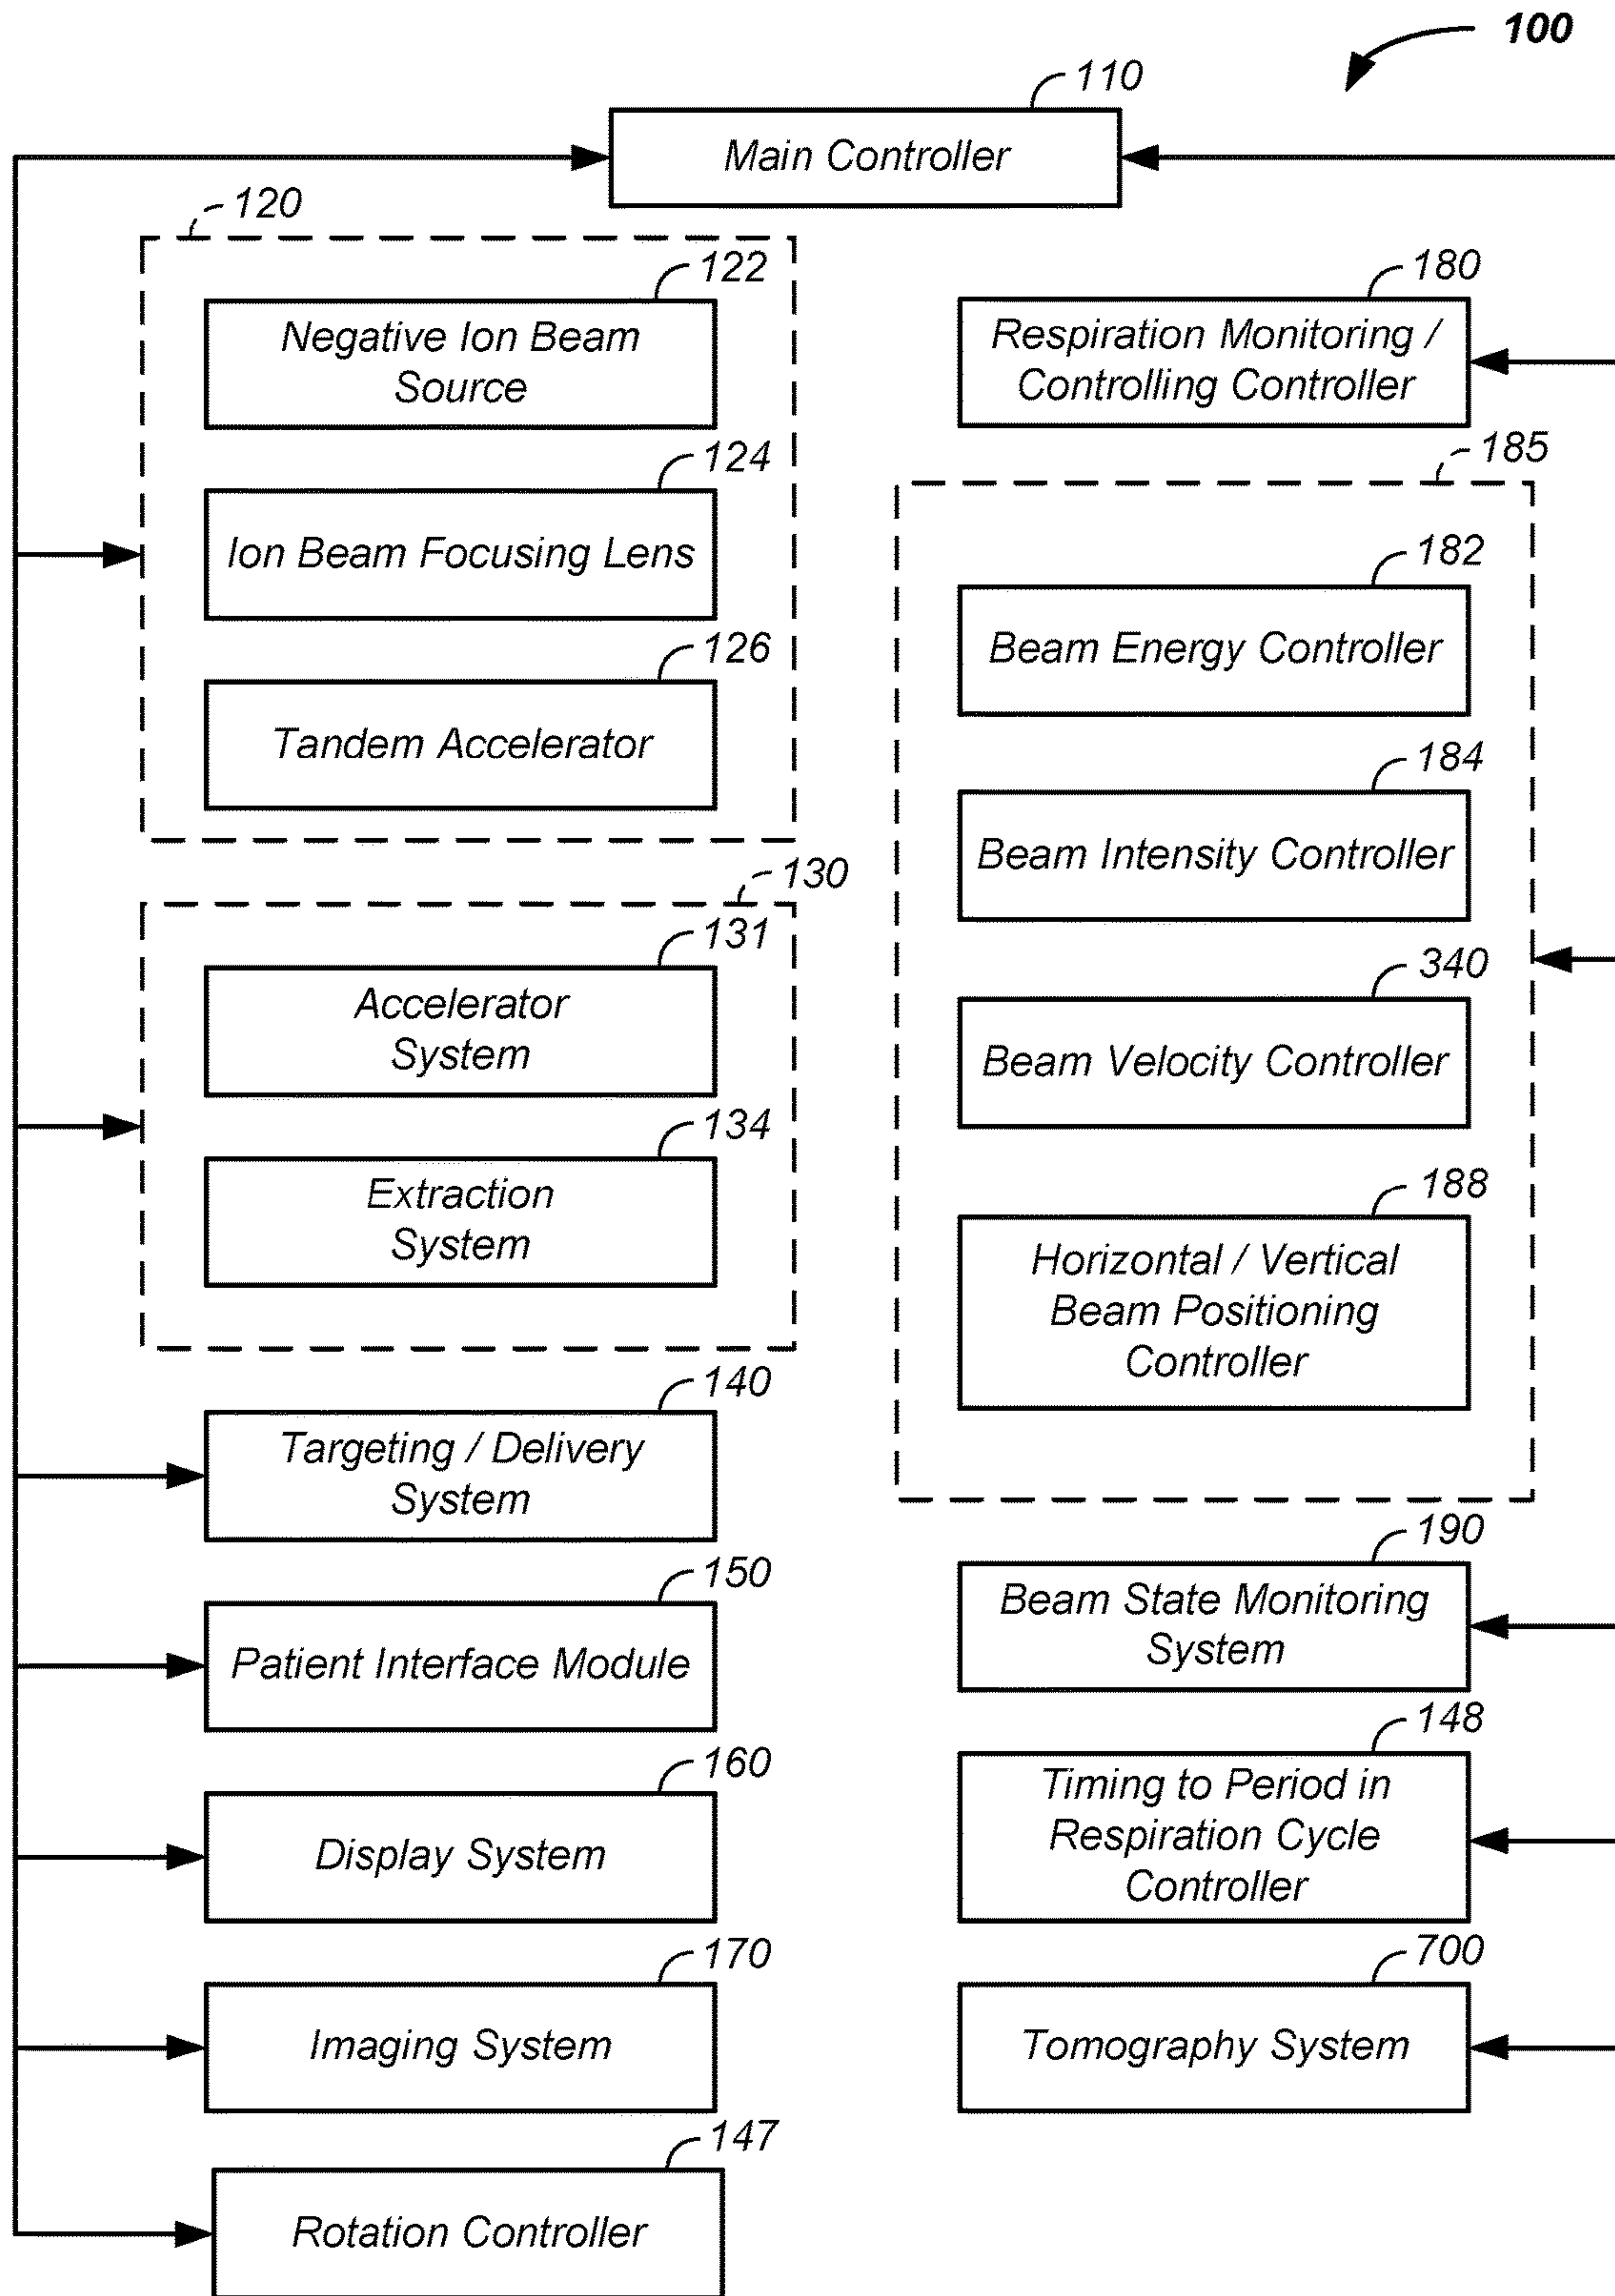 100
110
Main Controller
120
122
Negative Ion Beam
Source
124
Ion Beam Focusing Lens
126
Tandem Accelerator
130
131
Accelerator
System
134
Extraction
System
140
Targeting / Delivery
System
150
Patient Interface Module
160
Display System
170
Imaging System
147
Rotation Controller
180
Respiration Monitoring /
Controlling Controller
185
182
Beam Energy Controller
184
Beam Intensity Controller
340
Beam Velocity Controller
188
Horizontal / Vertical
Beam Positioning
Controller
190
Beam State Monitoring
System
148
Timing to Period in
Respiration Cycle
Controller
700
Tomography System